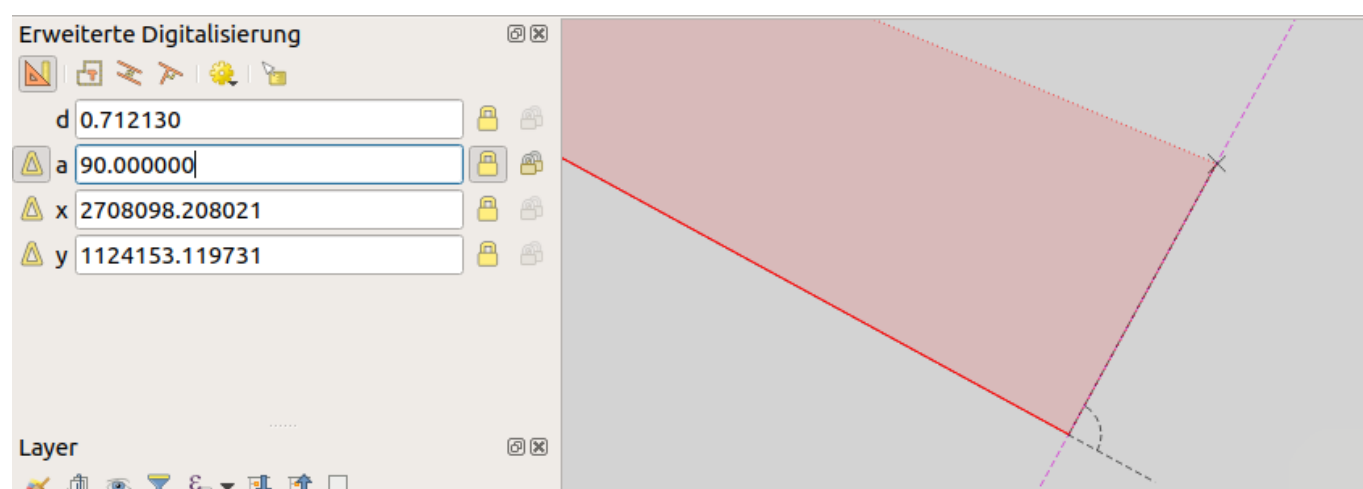 Erweiterte Digitalisierung
d 0.712130
a 90.000000
x 2708098.208021
y 1124153.119731
Layer